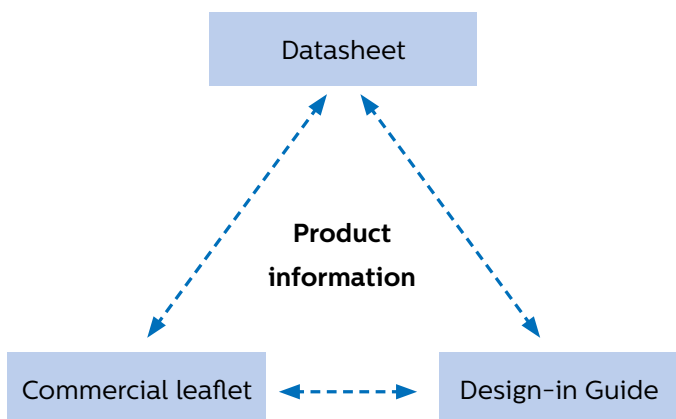 Datasheet
Product
information
Commercial leaflet
Design-in Guide